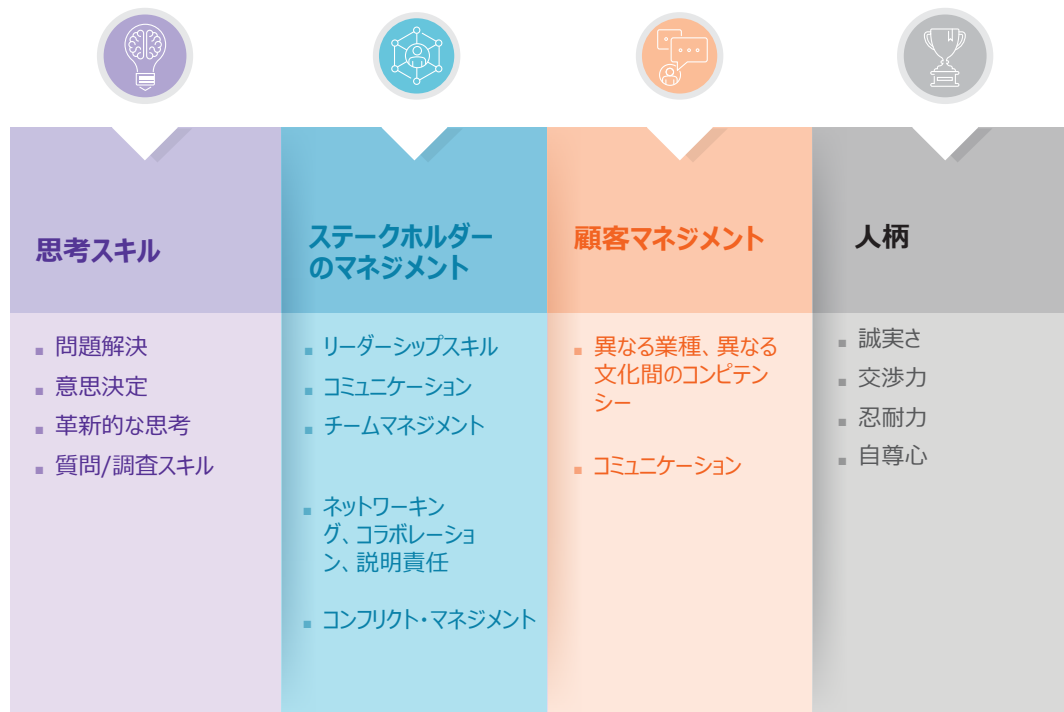 思考スキル
■ 問題解決
■ 意思決定
■ 革新的な思考
■ 質問/調査スキル
ステークホルダー
のマネジメント
■ リーダーシップスキル
■ コミュニケーション
■ チームマネジメント
■ ネットワーキン
グ、コラボレーショ
ン、説明責任
■ コンフリクト・マネジメント
顧客マネジメント
■ 異なる業種、異なる
文化間のコンピテン
シー
■ コミュニケーション
人柄
■ 誠実さ
■ 交渉力
■ 忍耐力
■ 自尊心